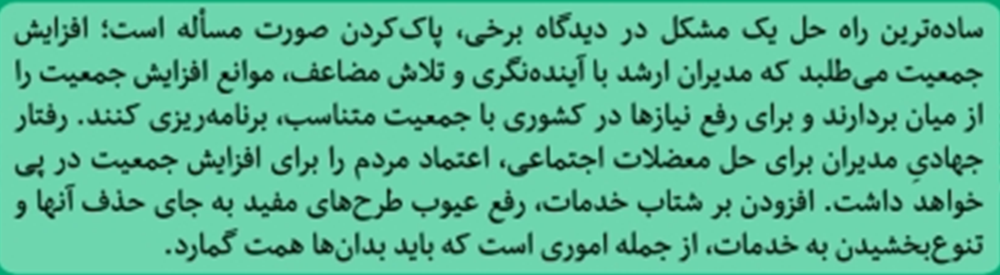 ساده‌ترین راه حل یک مشکل در دیدگاه برخی، پاک‌کردن صورت مسأله است؛ افزایش
جمعیت می‌طلبد که مدیران ارشد با آینده‌نگری و تلاش مضاعف، موانع افزایش جمعیت را
از میان بردارند و برای رفع نیازها در کشوری با جمعیت متناسب، برنامه‌ریزی کنند. رفتار
جهادیِ مدیران برای حل معضلات اجتماعی، اعتماد مردم را برای افزایش جمعیت در پی
خواهد داشت. افزودن بر شتاب خدمات، رفع عیوب طرح‌های مفید به جای حذف آنها و
تنوع‌بخشیدن به خدمات، از جمله اموری است که باید بدان‌ها همت گمارد.